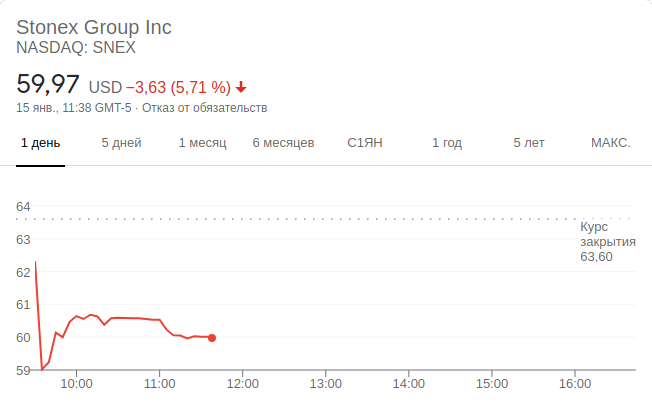 Stonex Group Inc
NASDAQ: SNEX
59,97 USD −3,63 (5,71 %)
15 янв., 11:38 GMT-5 · Отказ от обязательств
1 день 5 дней 1 месяц 6 месяцев С1ЯН 1 год 5 лет МАКС.
64
63
62
61
60
59
Курс
закрытия
63,60
10:00 11:00 12:00 13:00 14:00 15:00 16:00